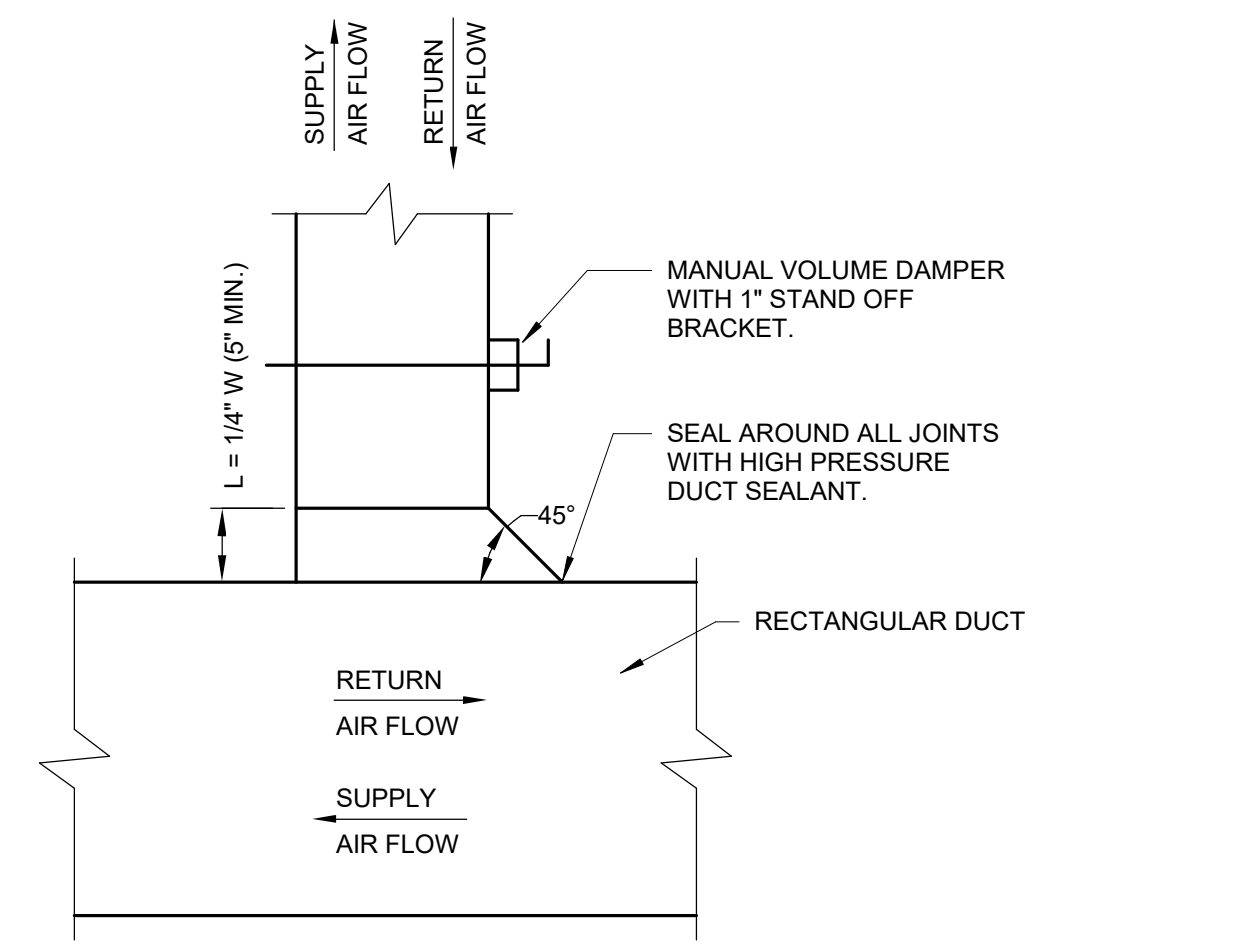 SUPPLY
AIR FLOW
RETURN
AIR FLOW
L = 1/4" W (5" MIN.)
MANUAL VOLUME DAMPER
WITH 1" STAND OFF
BRACKET.
SEAL AROUND ALL JOINTS
WITH HIGH PRESSURE
DUCT SEALANT.
45°
RECTANGULAR DUCT
RETURN
AIR FLOW
SUPPLY
AIR FLOW